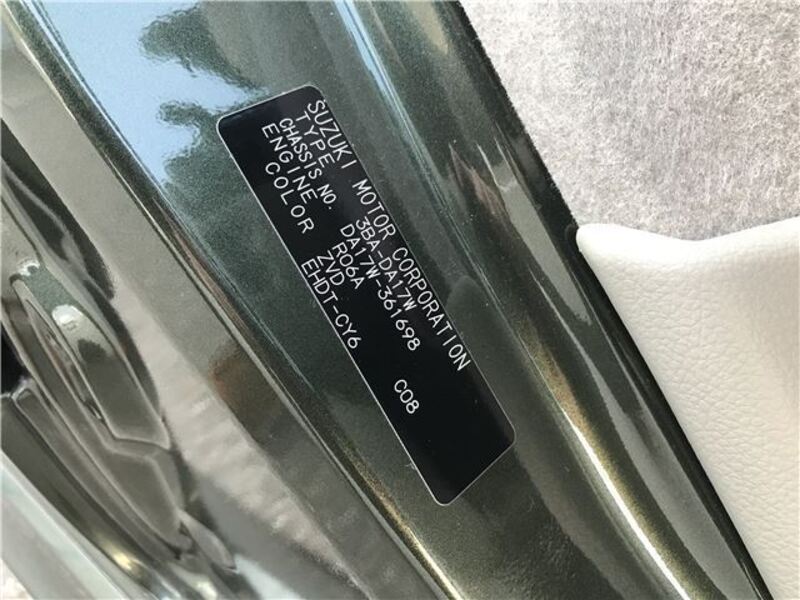 SUZUKI MOTOR CORPORATION
TYPE 3BA-DA17W
CHASSIS NO. DA17W-361698
ENGINE R06A
COLOR ZVD C08
EHDT-CY6